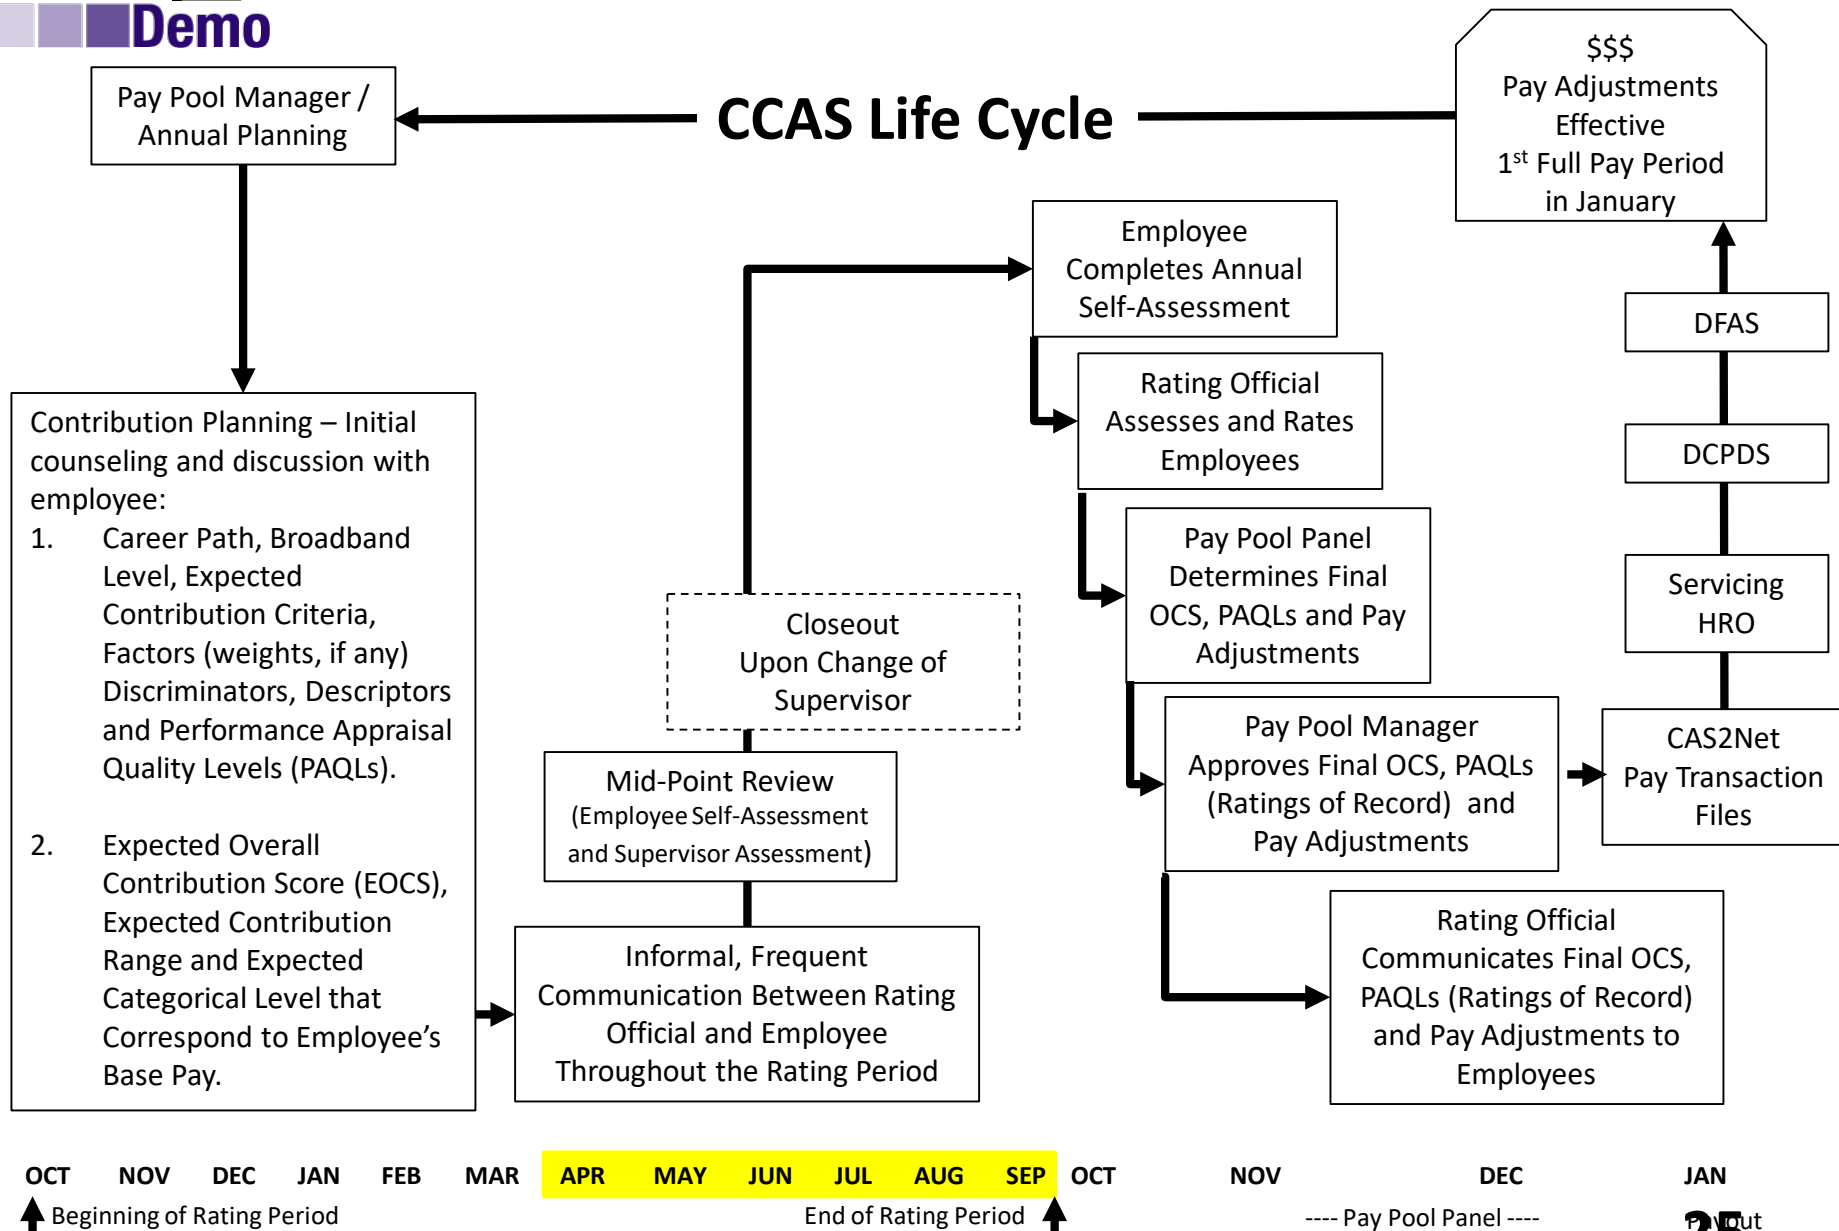 Demo
CCAS Life Cycle
Pay Pool Manager /
Annual Planning
Contribution Planning – Initial
counseling and discussion with
employee:
1. Career Path, Broadband
Level, Expected
Contribution Criteria,
Factors (weights, if any)
Discriminators, Descriptors
and Performance Appraisal
Quality Levels (PAQLs).
2. Expected Overall
Contribution Score (EOCS),
Expected Contribution
Range and Expected
Categorical Level that
Correspond to Employee’s
Base Pay.
Informal, Frequent
Communication Between Rating
Official and Employee
Throughout the Rating Period
Mid-Point Review
(Employee Self-Assessment
and Supervisor Assessment)
Closeout
Upon Change of
Supervisor
Employee
Completes Annual
Self-Assessment
Rating Official
Assesses and Rates
Employees
Pay Pool Panel
Determines Final
OCS, PAQLs and Pay
Adjustments
Pay Pool Manager
Approves Final OCS, PAQLs
(Ratings of Record) and
Pay Adjustments
Rating Official
Communicates Final OCS,
PAQLs (Ratings of Record)
and Pay Adjustments to
Employees
CAS2Net
Pay Transaction
Files
Servicing
HRO
DCPDS
DFAS
$$$
Pay Adjustments
Effective
1st Full Pay Period
in January
OCT NOV DEC JAN FEB MAR APR MAY JUN JUL AUG SEP OCT NOV DEC JAN
Beginning of Rating Period End of Rating Period ---- Pay Pool Panel ---- Payout